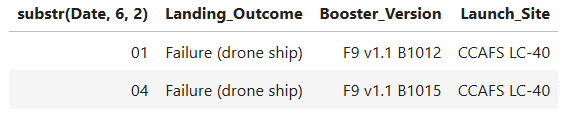 substr(Date, 6, 2) Landing_Outcome Booster_Version Launch_Site
01 Failure (drone ship) F9 v1.1 B1012 CCAFS LC-40
04 Failure (drone ship) F9 v1.1 B1015 CCAFS LC-40